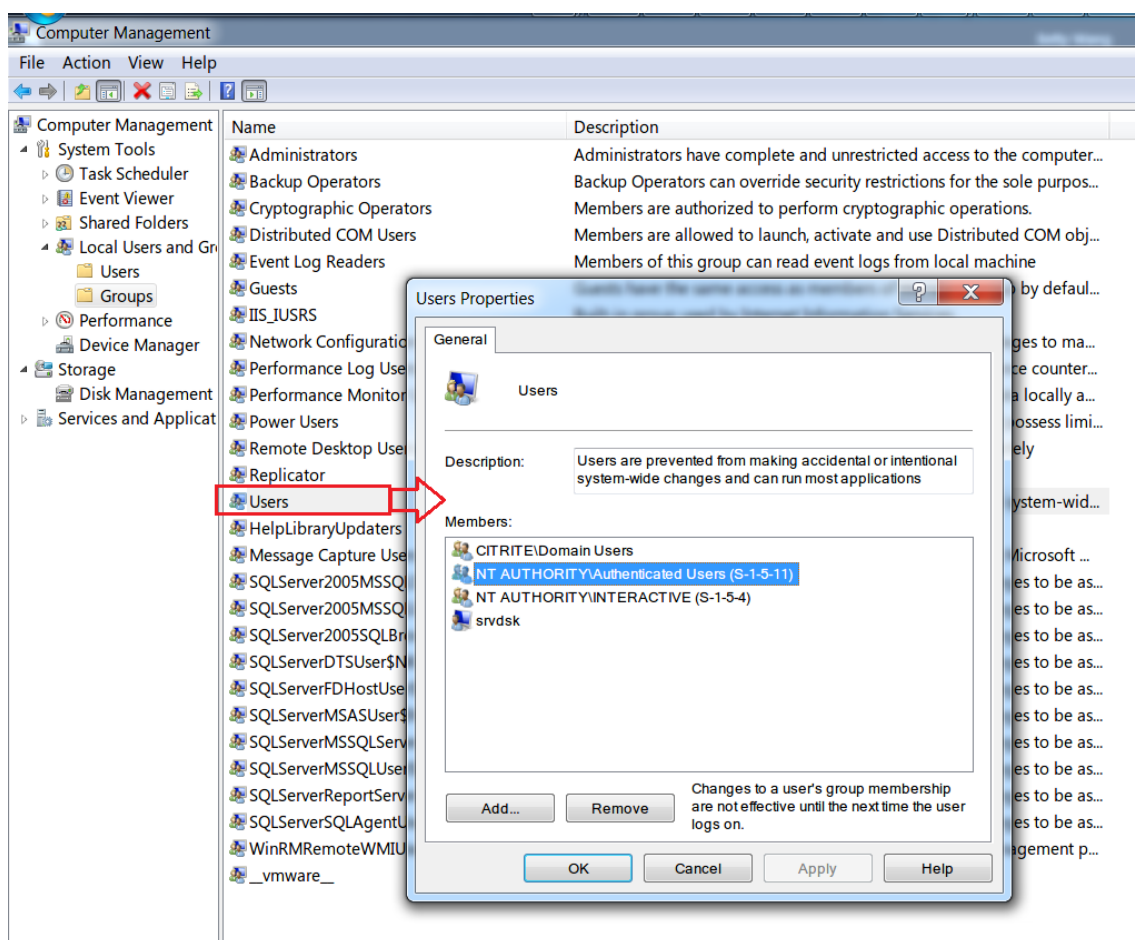 Computer Management
File Action View Help
Computer Management
System Tools
Task Scheduler
Event Viewer
Shared Folders
Local Users and Gr
Users
Groups
Performance
Device Manager
Storage
Disk Management
Services and Applicat
Name Description
Administrators Administrators have complete and unrestricted access to the computer...
Backup Operators Backup Operators can override security restrictions for the sole purpos...
Cryptographic Operators Members are authorized to perform cryptographic operations.
Distributed COM Users Members are allowed to launch, activate and use Distributed COM obj...
Event Log Readers Members of this group can read event logs from local machine
Guests Guests have the same access as members of by defaul...
IIS_IUSRS
Network Configuratio ges to ma...
Performance Log Use ce counter...
Performance Monitor a locally a...
Power Users possess limi...
Remote Desktop User ely
Replicator
Users ystem-wid...
HelpLibraryUpdaters
Message Capture Use Microsoft ...
SQLServer2005MSSQ es to be as...
SQLServer2005MSSQ es to be as...
SQLServer2005SQLBr es to be as...
SQLServerDTSUser$N es to be as...
SQLServerFDHostUse es to be as...
SQLServerMSASUser$ es to be as...
SQLServerMSSQLServ es to be as...
SQLServerMSSQLUser es to be as...
SQLServerReportServ es to be as...
SQLServerSQLAgentU es to be as...
WinRMRemoteWMIU agement p...
__vmware__
Users Properties
General
Users
Description: Users are prevented from making accidental or intentional
system-wide changes and can run most applications
Members:
CITRITE\Domain Users
NT AUTHORITY\Authenticated Users (S-1-5-11)
NT AUTHORITY\INTERACTIVE (S-1-5-4)
srvdsk
Add... Remove
Changes to a user's group membership
are not effective until the next time the user
logs on.
OK Cancel Apply Help